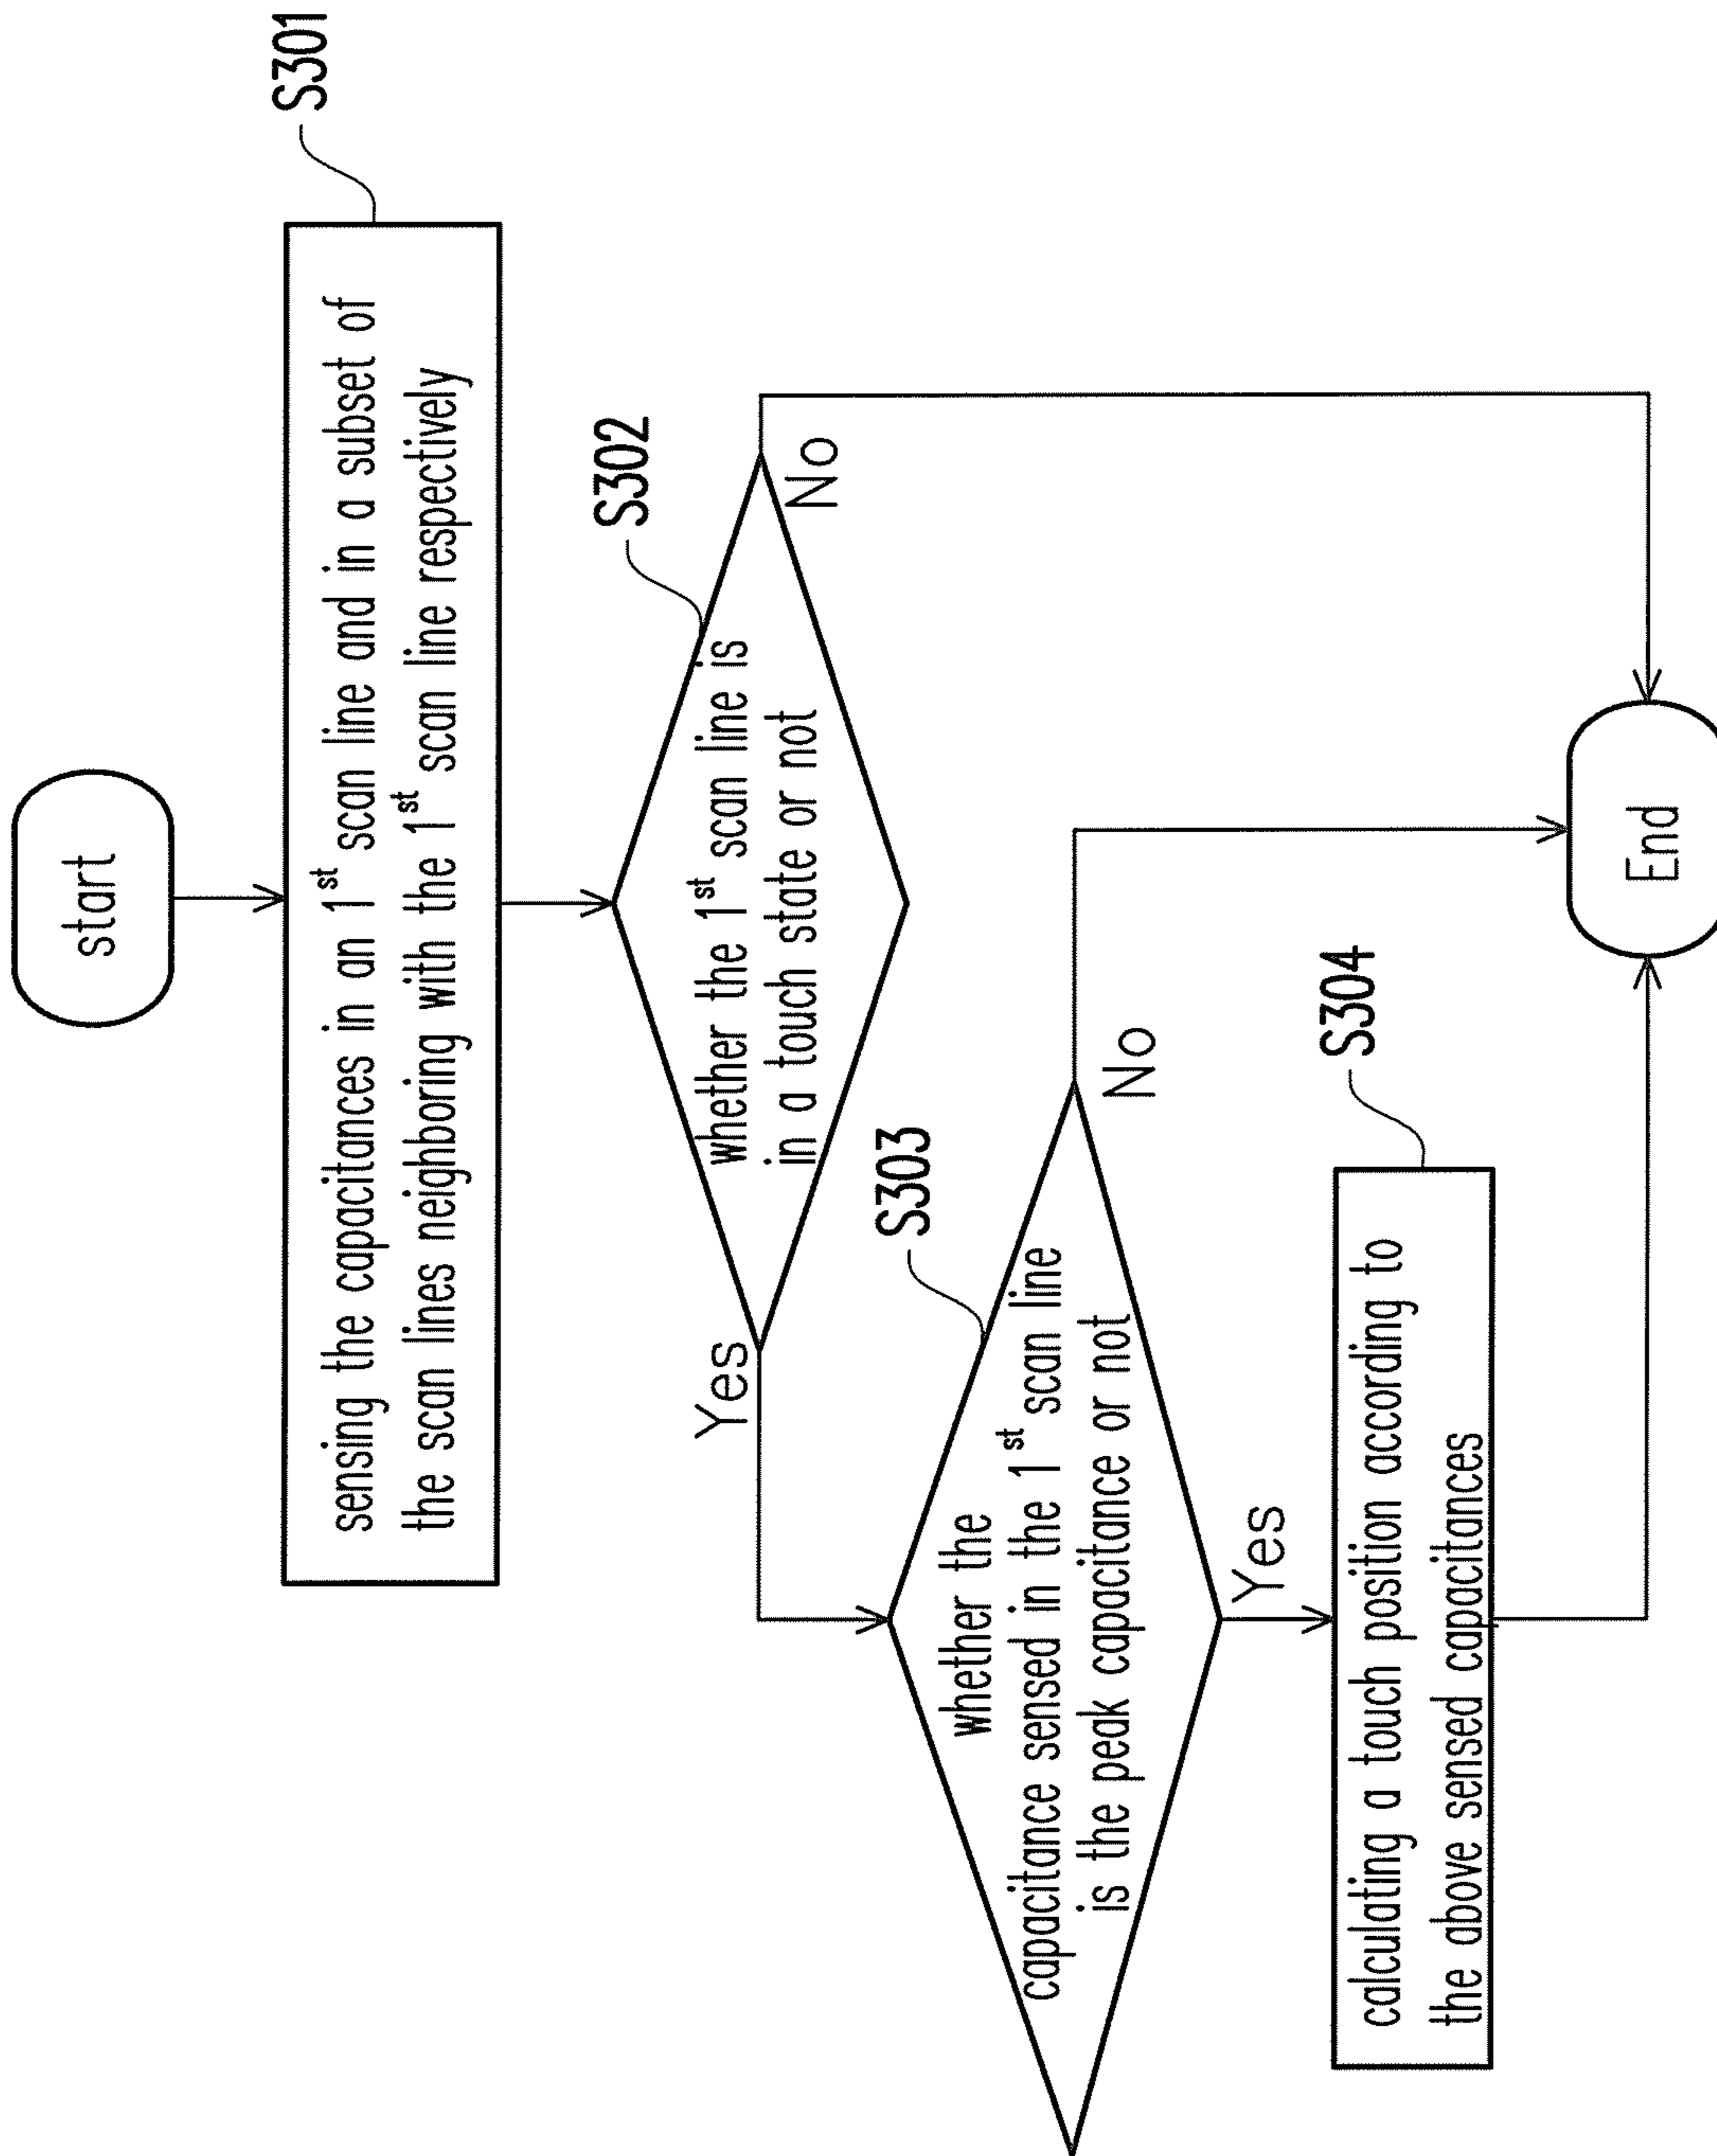 start
S301
sensing the capacitances in an 1st scan line and in a subset of
the scan lines neighboring with the 1st scan line respectively
S302
whether the 1st scan line is
in a touch state or not
Yes
No
S303
whether the
capacitance sensed in the 1st scan line
is the peak capacitance or not
No
Yes
S304
calculating a touch position according to
the above sensed capacitances
End